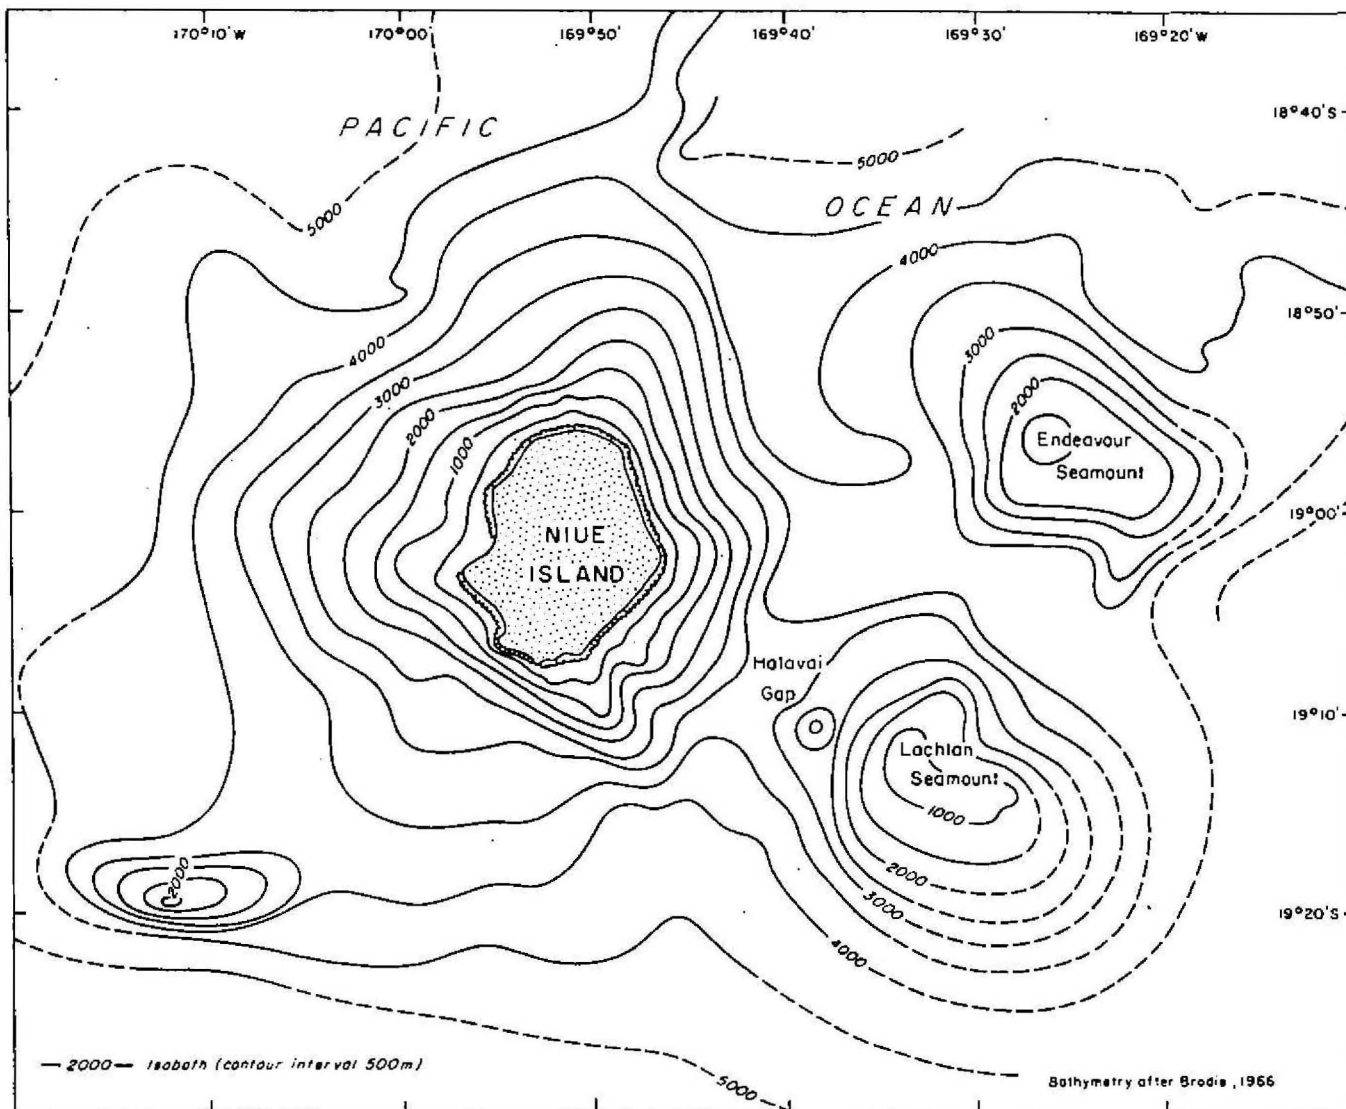 170°10'W 170°00' 169°50' 169°40' 169°30' 169°20'W
18°40'S
PACIFIC
5000
OCEAN
5000
4000
18°50'
4000
3000
3000
2000
2000
1000
Endeavour
Seamount
19°00'
NIUE
ISLAND
Halavai
Gap
19°10'
Lachlan
Seamount
1000
2000
2000
3000
19°20'S
4000
5000
2000 Isobath (contour interval 500m)
Bathymetry after Brodie, 1966